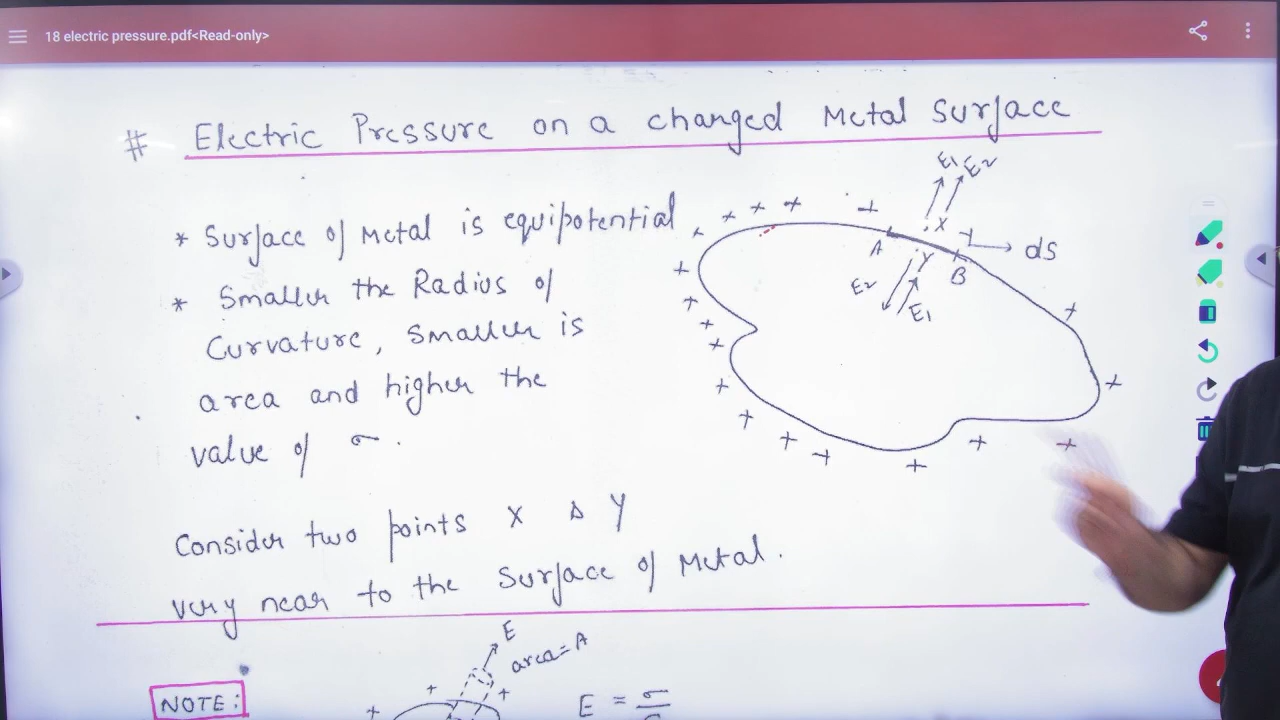 18 electric pressure.pdf<Read-only>
# Electric Pressure on a changed Metal Surface
* Surface of Metal is equipotential
* Smaller the Radius of
Curvature, Smaller is
area and higher the
value of σ.
E1 E2
X
A
Y
B
dS
E2
E1
Consider two points X & Y
very near to the Surface of Metal.
NOTE:
E
area = A
E = σ